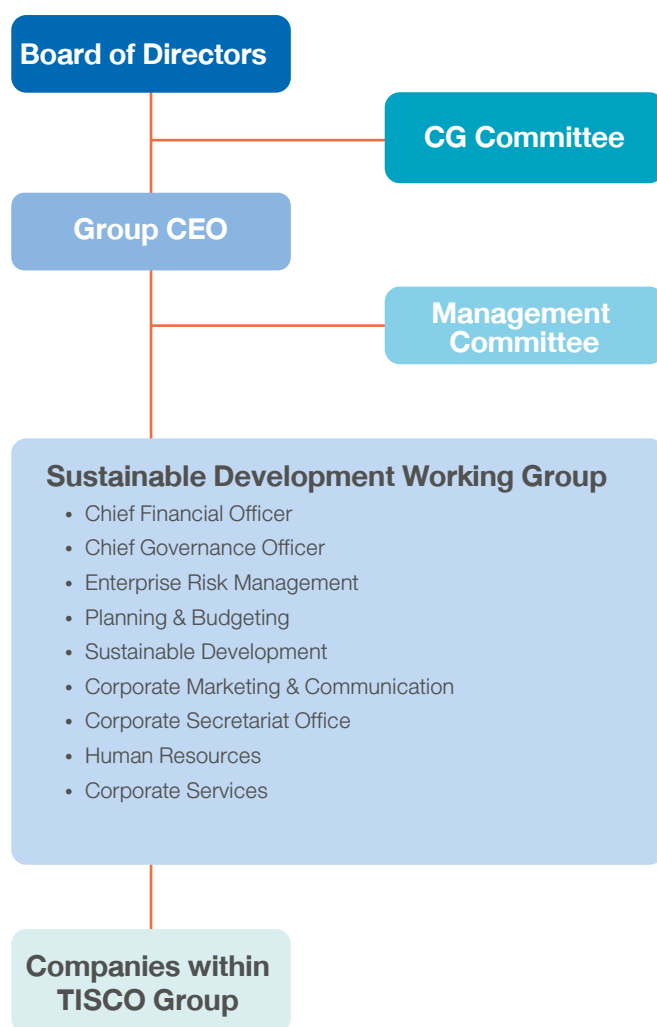 Board of Directors
CG Committee
Group CEO
Management
Committee
Sustainable Development Working Group
• Chief Financial Officer
• Chief Governance Officer
• Enterprise Risk Management
• Planning & Budgeting
• Sustainable Development
• Corporate Marketing & Communication
• Corporate Secretariat Office
• Human Resources
• Corporate Services
Companies within
TISCO Group